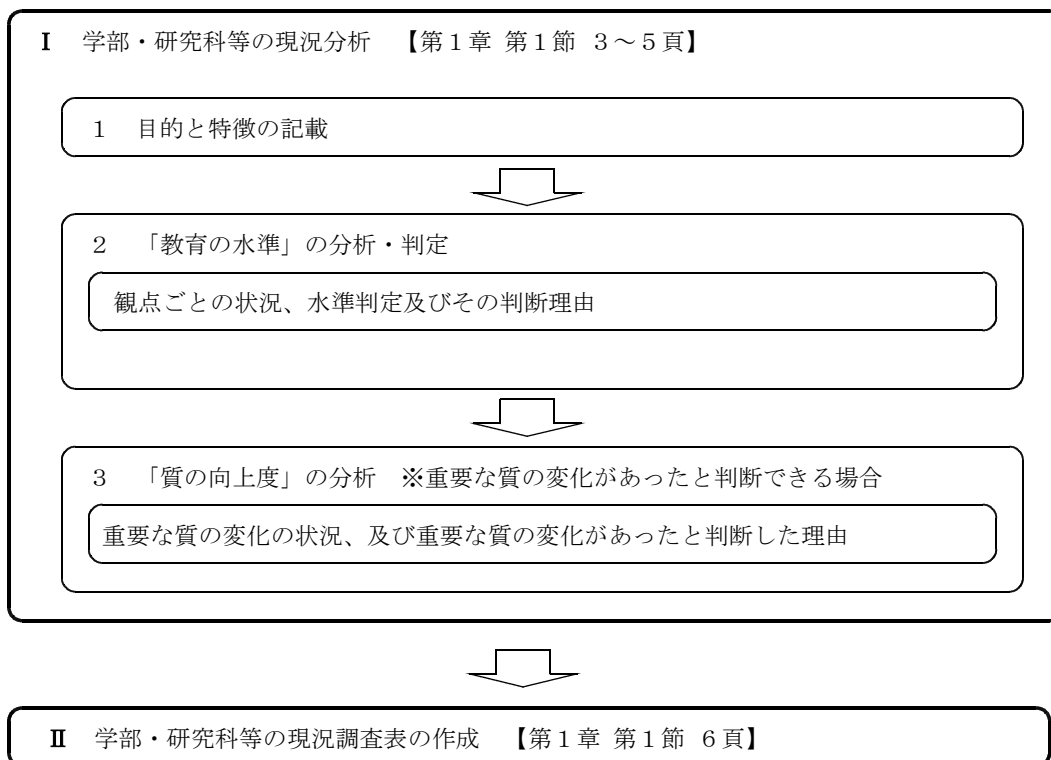 Ⅰ 学部・研究科等の現況分析 【第1章 第1節 3~5頁】
1 目的と特徴の記載
2 「教育の水準」の分析・判定
観点ごとの状況、水準判定及びその判断理由
3 「質の向上度」の分析 ※重要な質の変化があったと判断できる場合
重要な質の変化の状況、及び重要な質の変化があったと判断した理由
Ⅱ 学部・研究科等の現況調査表の作成 【第1章 第1節 6頁】